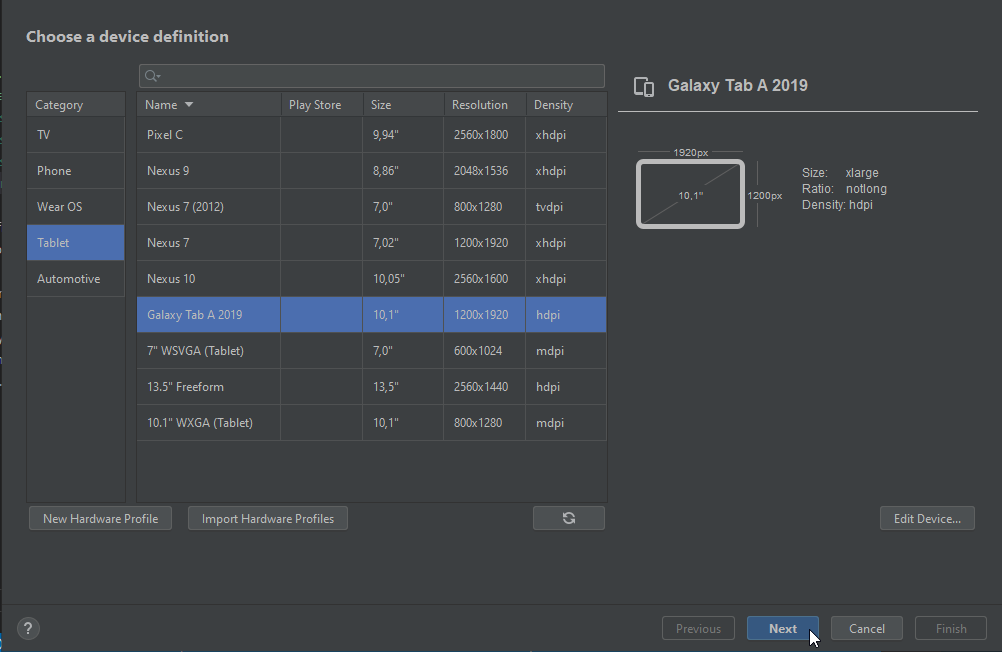 Choose a device definition
Category
TV
Phone
Wear OS
Tablet
Automotive
Name Play Store Size Resolution Density
Pixel C 9,94" 2560x1800 xhdpi
Nexus 9 8,86" 2048x1536 xhdpi
Nexus 7 (2012) 7,0" 800x1280 tvdpi
Nexus 7 7,02" 1200x1920 xhdpi
Nexus 10 10,05" 2560x1600 xhdpi
Galaxy Tab A 2019 10,1" 1200x1920 hdpi
7" WSVGA (Tablet) 7,0" 600x1024 mdpi
13.5" Freeform 13,5" 2560x1440 hdpi
10.1" WXGA (Tablet) 10,1" 800x1280 mdpi
New Hardware Profile Import Hardware Profiles
Galaxy Tab A 2019
1920px
10,1"
1200px
Size: xlarge
Ratio: notlong
Density: hdpi
Edit Device...
? Previous Next Cancel Finish